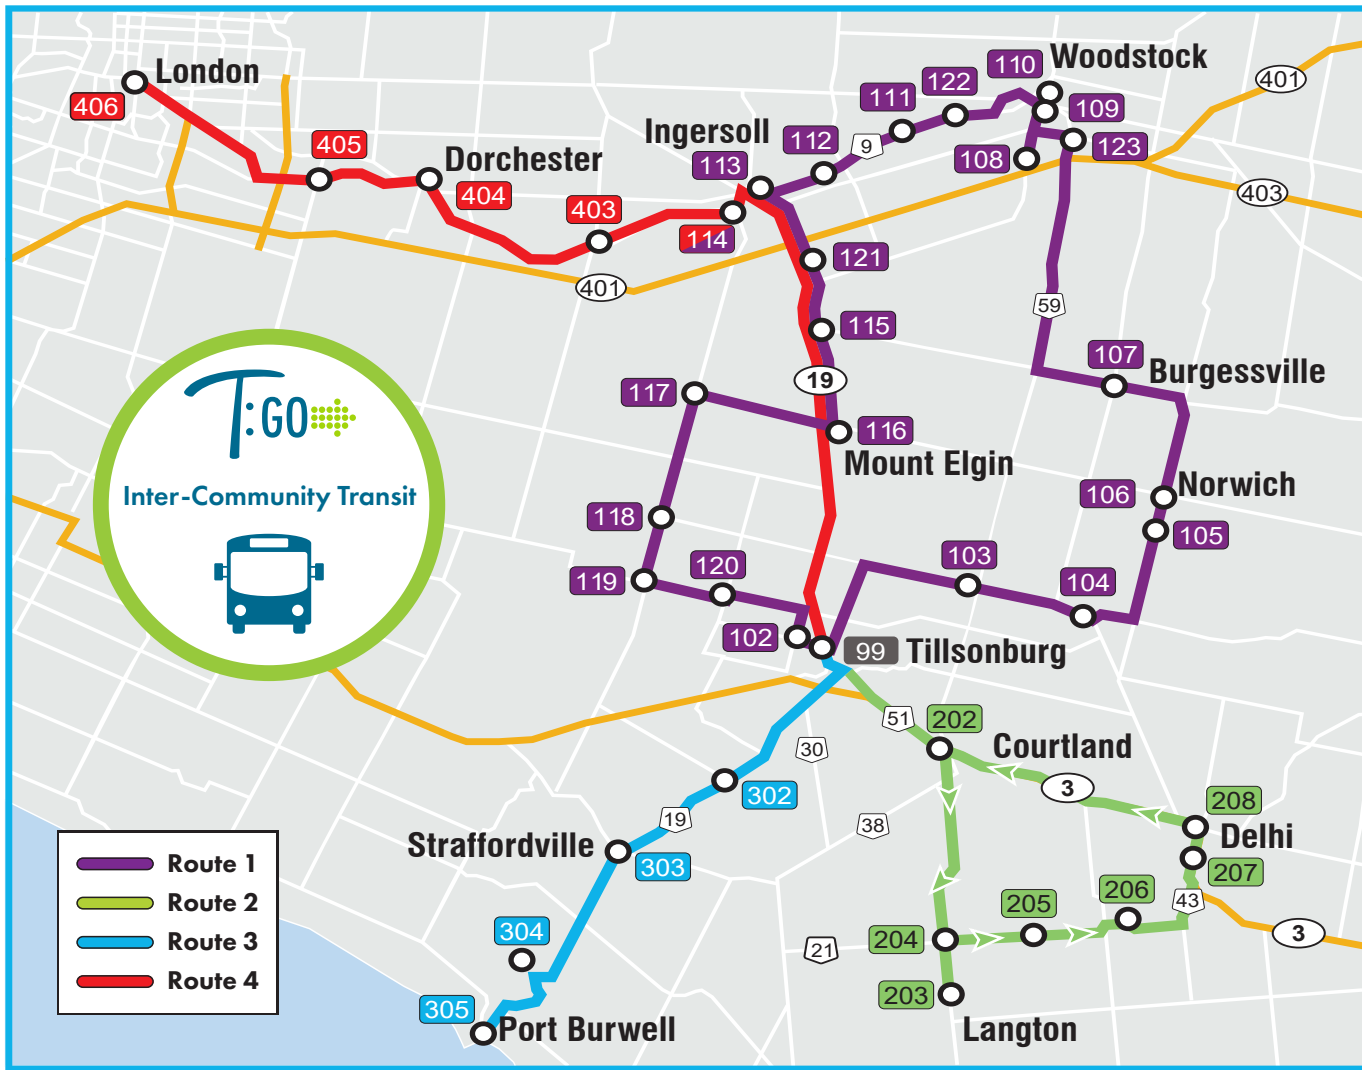 London
406
405
Dorchester
404
403
401
Ingersoll
113
114
112
9
111
122
110
Woodstock
109
108
123
401
403
121
115
19
59
107
Burgessville
117
116
Mount Elgin
106
Norwich
105
118
119
120
103
104
102
99
Tillsonburg
T:GO
Inter-Community Transit
51
202
Courtland
30
3
302
19
38
208
Delhi
207
Straffordville
303
43
206
205
3
304
21
204
203
Langton
305
Port Burwell
Route 1
Route 2
Route 3
Route 4